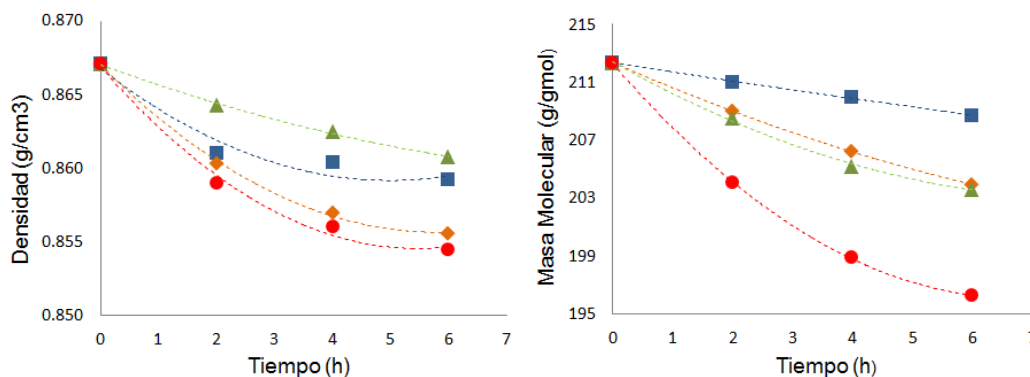 0.870
0.865
0.860
0.855
0.850
Densidad (g/cm3)
0 1 2 3 4 5 6 7
Tiempo (h)
215
211
207
203
199
195
Masa Molecular (g/gmol)
0 1 2 3 4 5 6 7
Tiempo (h)